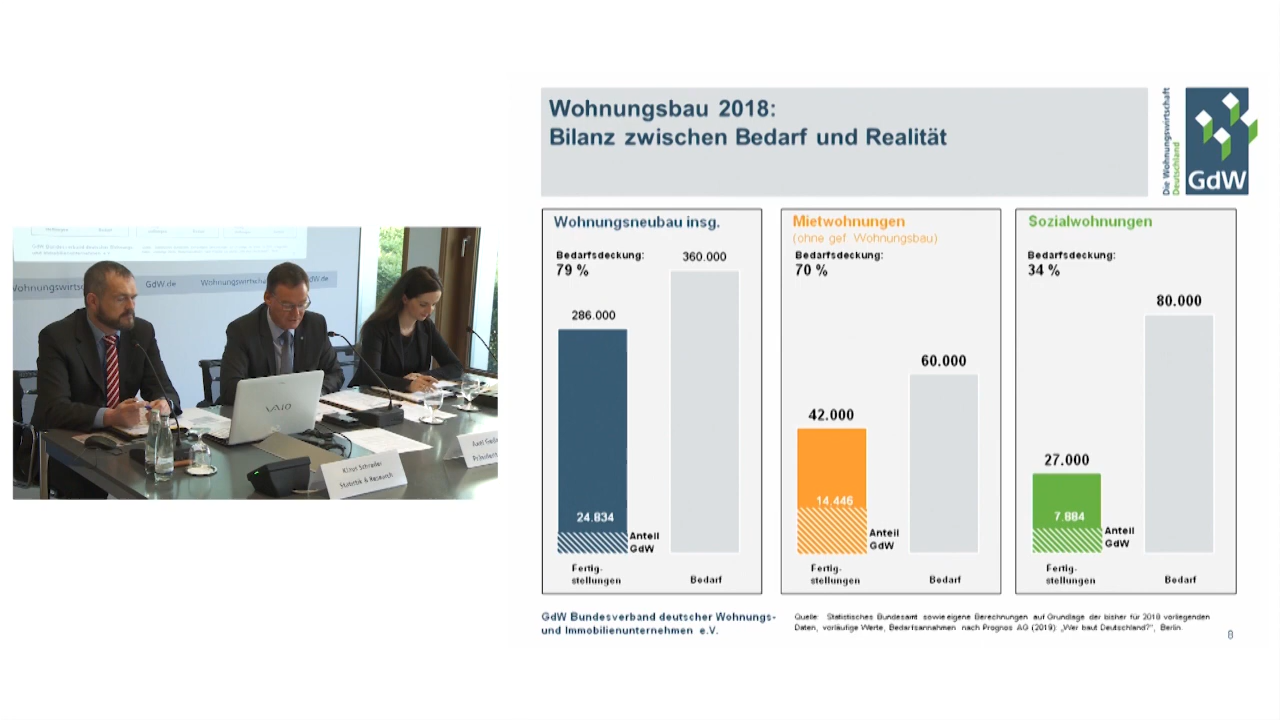 Wohnungsbau 2018:
Bilanz zwischen Bedarf und Realität
Die Wohnungswirtschaft
Deutschland
GdW
Wohnungsneubau insg.
Bedarfsdeckung:
79 %
360.000
286.000
24.834
Anteil
GdW
Fertig-
stellungen
Bedarf
Mietwohnungen
(ohne gef. Wohnungsbau)
Bedarfsdeckung:
70 %
60.000
42.000
14.446
Anteil
GdW
Fertig-
stellungen
Bedarf
Sozialwohnungen
Bedarfsdeckung:
34 %
80.000
27.000
7.884
Anteil
GdW
Fertig-
stellungen
Bedarf
GdW Bundesverband deutscher Wohnungs-
und Immobilienunternehmen e.V.
Quelle: Statistisches Bundesamt sowie eigene Berechnungen auf Grundlage der bisher für 2018 vorliegenden
Daten, vorläufige Werte, Bedarfsannahmen nach Prognos AG (2019): „Wer baut Deutschland?“, Berlin.
8
GdW.de
VAIO
Klaus Schrader
Statistik & Research